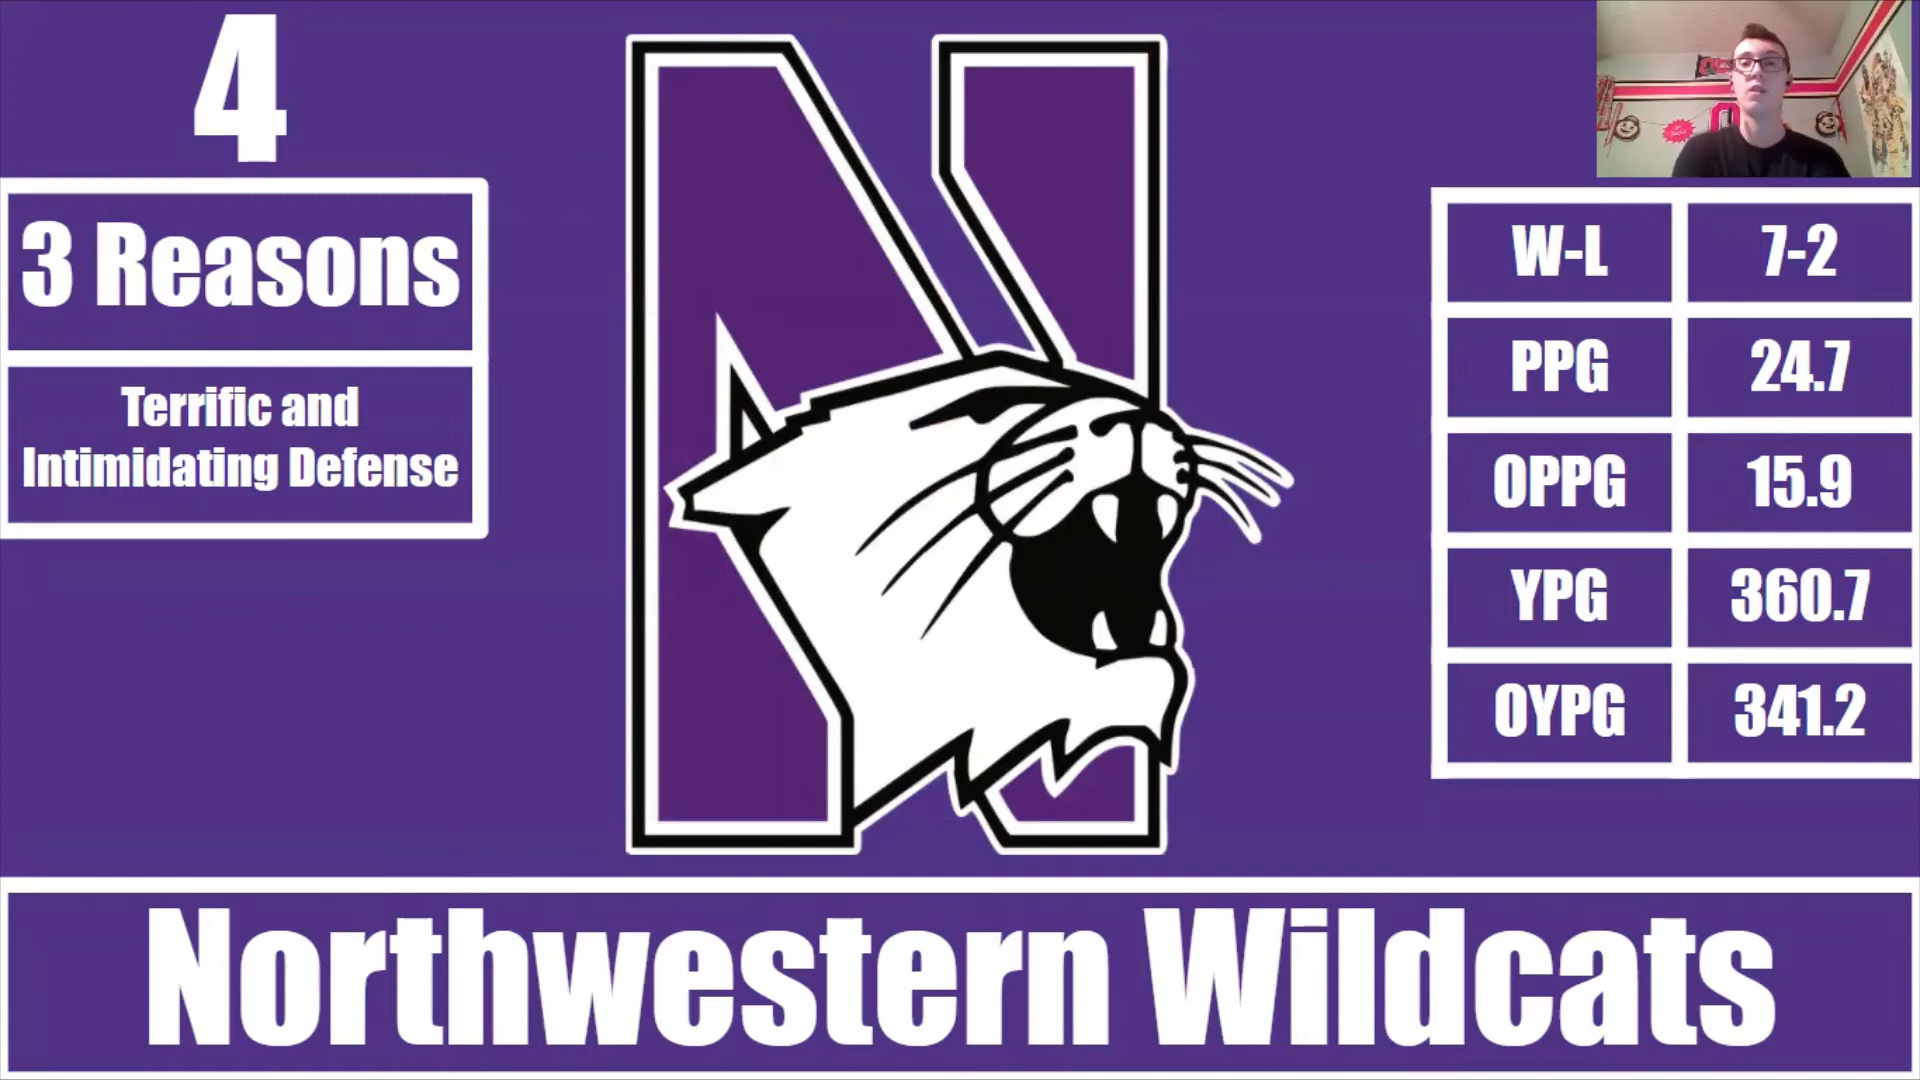 4
3 Reasons
Terrific and
Intimidating Defense
W-L 7-2
PPG 24.7
OPPG 15.9
YPG 360.7
OYPG 341.2
Northwestern Wildcats